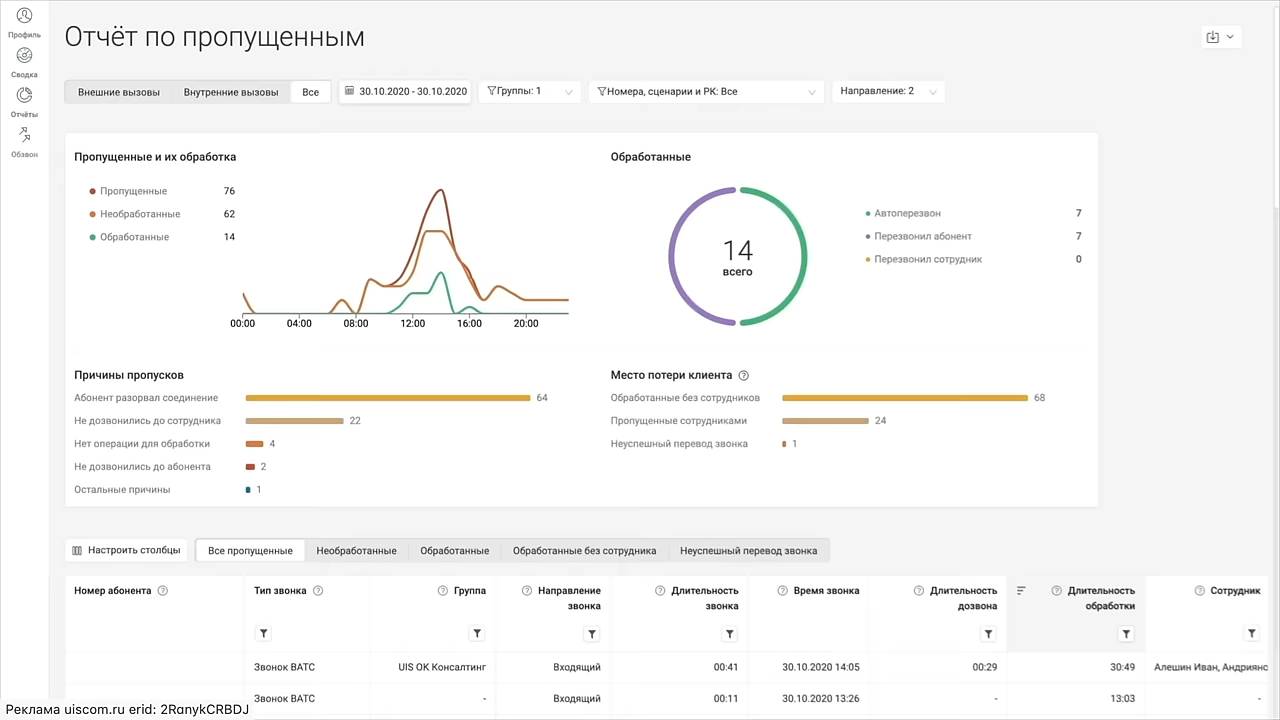 Профиль
Сводка
Отчёты
Обзвон
Отчёт по пропущенным
Внешние вызовы Внутренние вызовы Все 30.10.2020 - 30.10.2020 Группы: 1 Номера, сценарии и РК: Все Направление: 2
Пропущенные и их обработка
Пропущенные 76
Необработанные 62
Обработанные 14
00:00 04:00 08:00 12:00 16:00 20:00
Обработанные
14
всего
Автоперезвон 7
Перезвонил абонент 7
Перезвонил сотрудник 0
Причины пропусков
Абонент разорвал соединение 64
Не дозвонились до сотрудника 22
Нет операции для обработки 4
Не дозвонились до абонента 2
Остальные причины 1
Место потери клиента ?
Обработанные без сотрудников 68
Пропущенные сотрудниками 24
Неуспешный перевод звонка 1
Настроить столбцы Все пропущенные Необработанные Обработанные Обработанные без сотрудника Неуспешный перевод звонка
Номер абонента ? Тип звонка ? ? Группа ? Направление ? Длительность ? Время звонка ? Длительность ? Длительность ? Сотрудник
звонка звонка дозвона обработки
Звонок ВАТС UIS ОК Консалтинг Входящий 00:41 30.10.2020 14:05 00:29 30:49 Алешин Иван, Андриянс
Звонок ВАТС - Входящий 00:11 30.10.2020 13:26 - 13:03 -
Реклама uiscom.ru erid: 2RanykCRBDJ